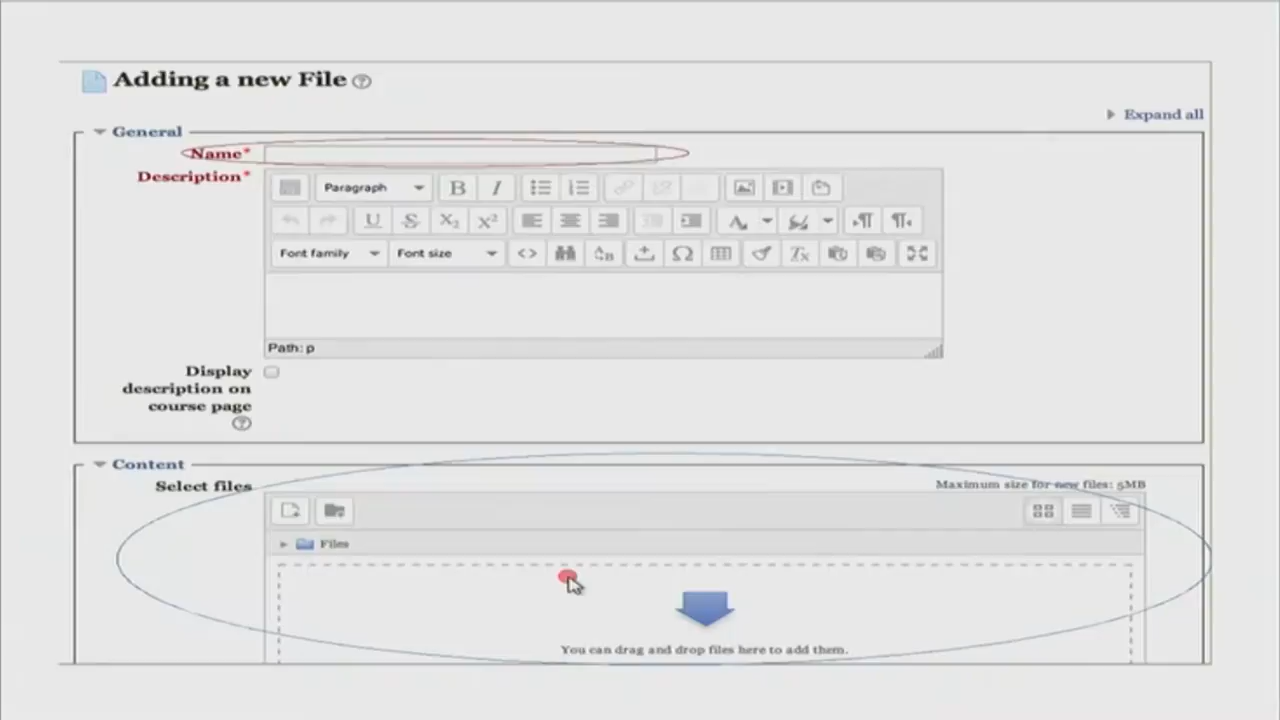 Adding a new File
Expand all
General
Name*
Description*
Paragraph
Font family
Font size
Path: p
Display
description on
course page
Content
Select files
Maximum size for new files: 5MB
Files
You can drag and drop files here to add them.